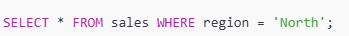 SELECT * FROM sales WHERE region = 'North';